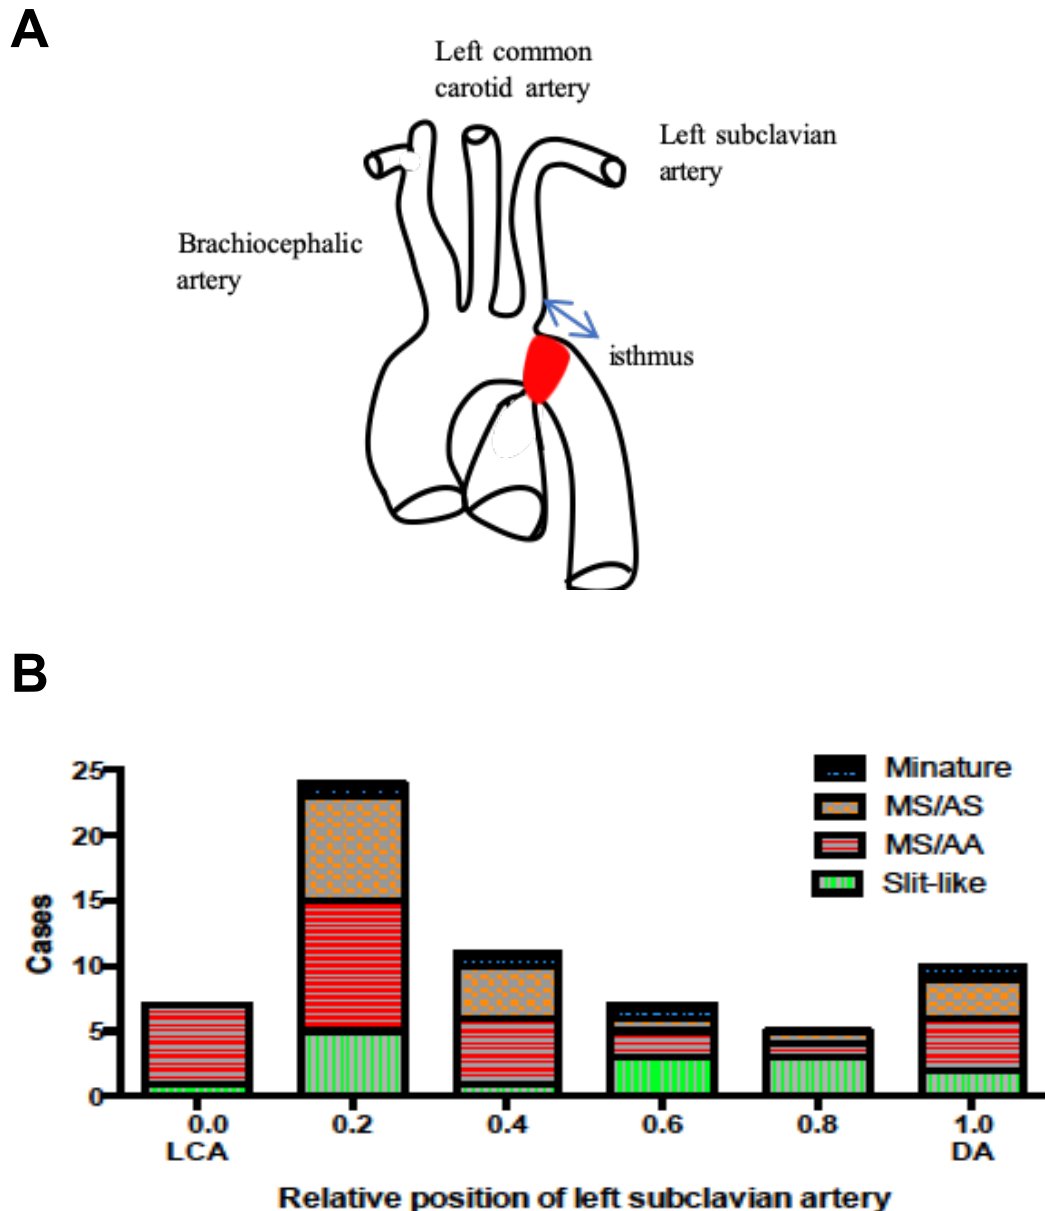 A
Left common
carotid artery
Left subclavian
artery
Brachiocephalic
artery
isthmus
B
Minature
MS/AS
MS/AA
Slit-like
Cases
25
20
15
10
5
0
0.0 0.2 0.4 0.6 0.8 1.0
LCA DA
Relative position of left subclavian artery